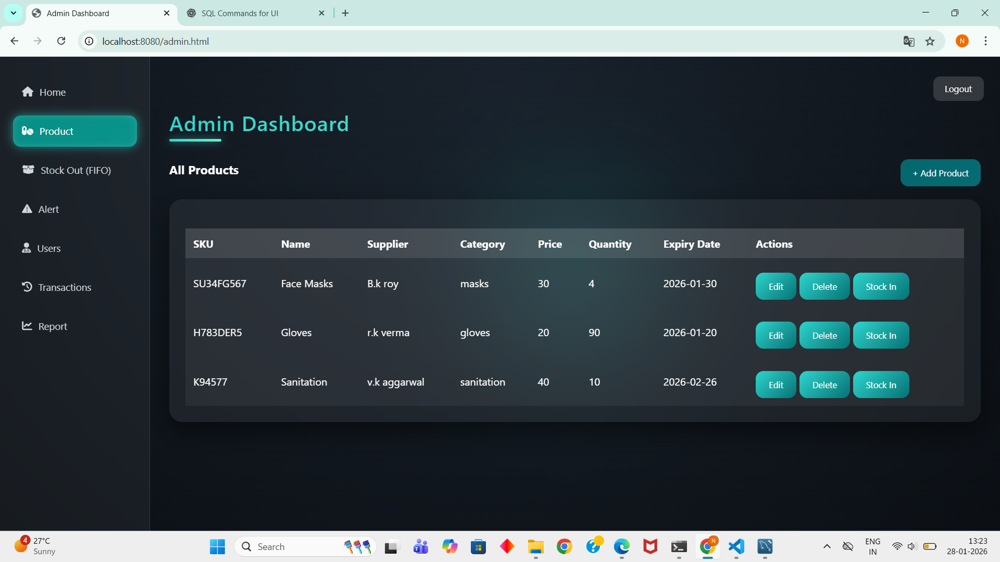 Admin Dashboard
SQL Commands for UI
localhost:8080/admin.html
N
Home
Logout
Product
Admin Dashboard
Stock Out (FIFO)
All Products
+ Add Product
Alert
SKU Name Supplier Category Price Quantity Expiry Date Actions
Users
SU34FG567 Face Masks B.k roy masks 30 4 2026-01-30 Edit Delete Stock In
Transactions
Report
H783DER5 Gloves r.k verma gloves 20 90 2026-01-20 Edit Delete Stock In
K94577 Sanitation v.k aggarwal sanitation 40 10 2026-02-26 Edit Delete Stock In
4
27°C
Sunny
Search
N
ENG
IN
13:23
28-01-2026